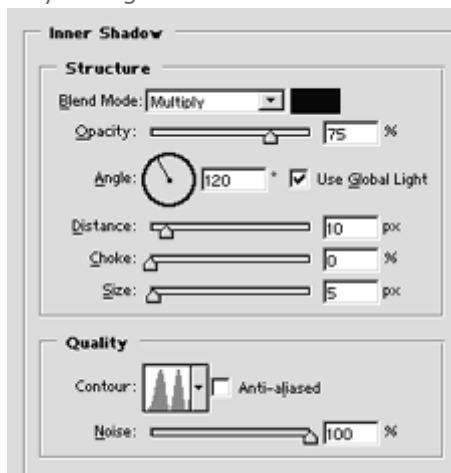 Inner Shadow
Structure
Blend Mode: Multiply
Opacity: 75 %
Angle: 120 ° Use Global Light
Distance: 10 px
Choke: 0 %
Size: 5 px
Quality
Contour: Anti-aliased
Noise: 100 %